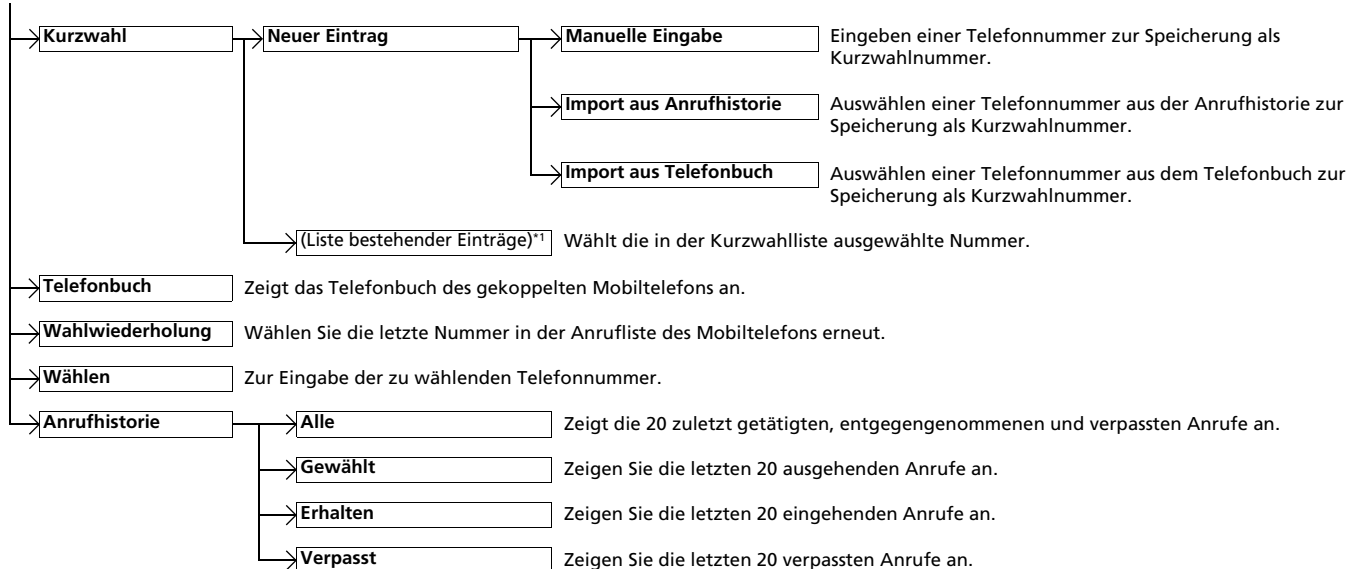 Kurzwahl
Neuer Eintrag
Manuelle Eingabe
Eingeben einer Telefonnummer zur Speicherung als
Kurzwahlnummer.
Import aus Anrufhistorie
Auswählen einer Telefonnummer aus der Anrufhistorie zur
Speicherung als Kurzwahlnummer.
Import aus Telefonbuch
Auswählen einer Telefonnummer aus dem Telefonbuch zur
Speicherung als Kurzwahlnummer.
(Liste bestehender Einträge)*1
Wählt die in der Kurzwahlliste ausgewählte Nummer.
Telefonbuch
Zeigt das Telefonbuch des gekoppelten Mobiltelefons an.
Wahlwiederholung
Wählen Sie die letzte Nummer in der Anrufliste des Mobiltelefons erneut.
Wählen
Zur Eingabe der zu wählenden Telefonnummer.
Anrufhistorie
Alle
Zeigt die 20 zuletzt getätigten, entgegengenommenen und verpassten Anrufe an.
Gewählt
Zeigen Sie die letzten 20 ausgehenden Anrufe an.
Erhalten
Zeigen Sie die letzten 20 eingehenden Anrufe an.
Verpasst
Zeigen Sie die letzten 20 verpassten Anrufe an.